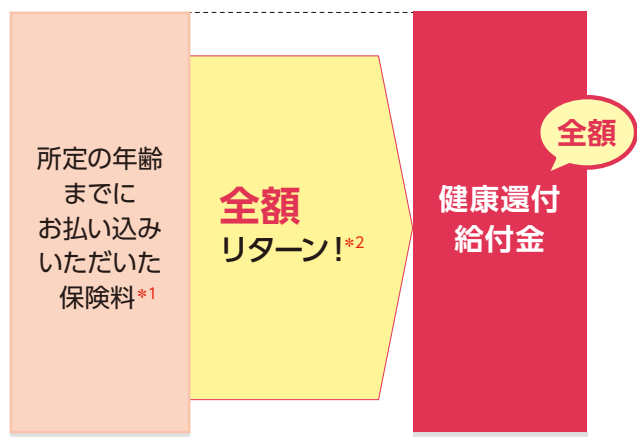 所定の年齢
までに
お払い込み
いただいた
保険料*1
全額
リターン!*2
健康還付
給付金
全額